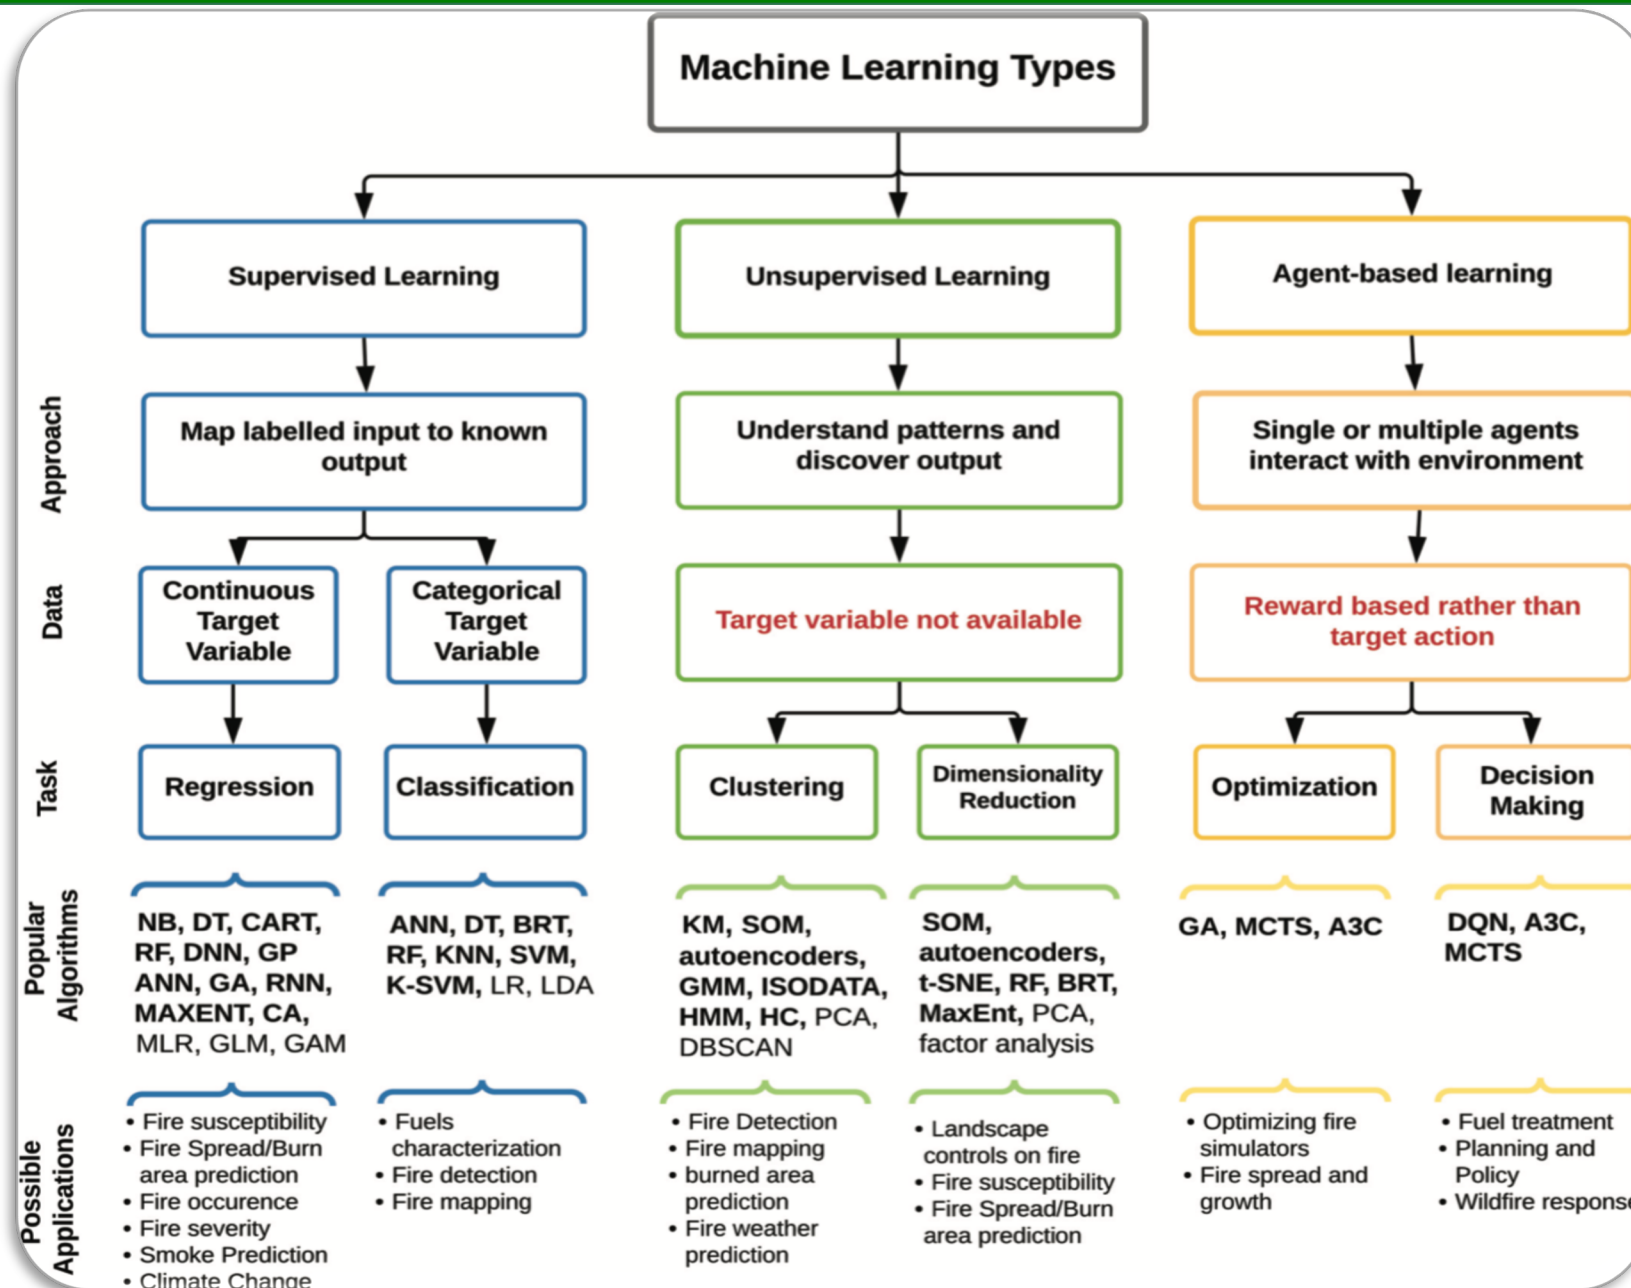 Machine Learning Types
Supervised Learning
Unsupervised Learning
Agent-based learning
Approach
Map labelled input to known
output
Understand patterns and
discover output
Single or multiple agents
interact with environment
Data
Continuous
Target
Variable
Categorical
Target
Variable
Target variable not available
Reward based rather than
target action
Task
Regression
Classification
Clustering
Dimensionality
Reduction
Optimization
Decision
Making
Popular
Algorithms
NB, DT, CART,
RF, DNN, GP
ANN, GA, RNN,
MAXENT, CA,
MLR, GLM, GAM
ANN, DT, BRT,
RF, KNN, SVM,
K-SVM, LR, LDA
KM, SOM,
autoencoders,
GMM, ISODATA,
HMM, HC, PCA,
DBSCAN
SOM,
autoencoders,
t-SNE, RF, BRT,
MaxEnt, PCA,
factor analysis
GA, MCTS, A3C
DQN, A3C,
MCTS
Possible
Applications
• Fire susceptibility
• Fire Spread/Burn
area prediction
• Fire occurence
• Fire severity
• Smoke Prediction
• Climate Change
• Fuels
characterization
• Fire detection
• Fire mapping
• Fire Detection
• Fire mapping
• burned area
prediction
• Fire weather
prediction
• Landscape
controls on fire
• Fire susceptibility
• Fire Spread/Burn
area prediction
• Optimizing fire
simulators
• Fire spread and
growth
• Fuel treatment
• Planning and
Policy
• Wildfire response